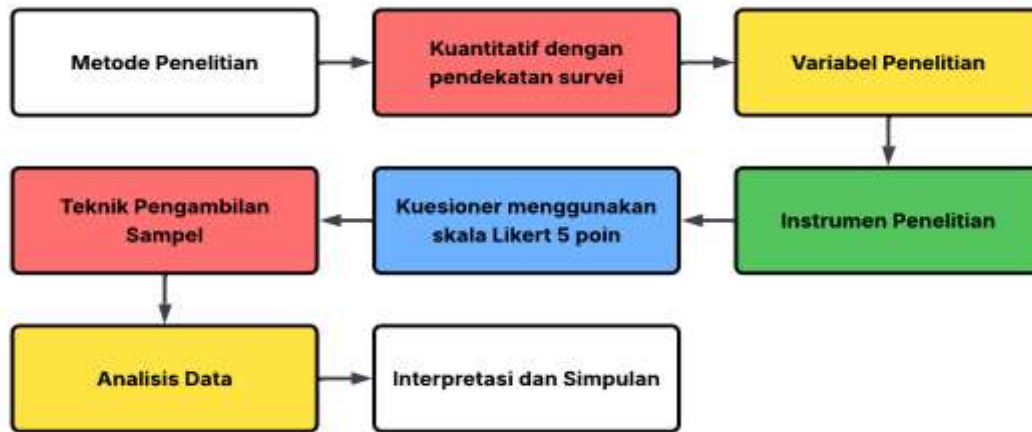 Metode Penelitian
Kuantitatif dengan
pendekatan survei
Variabel Penelitian
Instrumen Penelitian
Kuesioner menggunakan
skala Likert 5 poin
Teknik Pengambilan
Sampel
Analisis Data
Interpretasi dan Simpulan